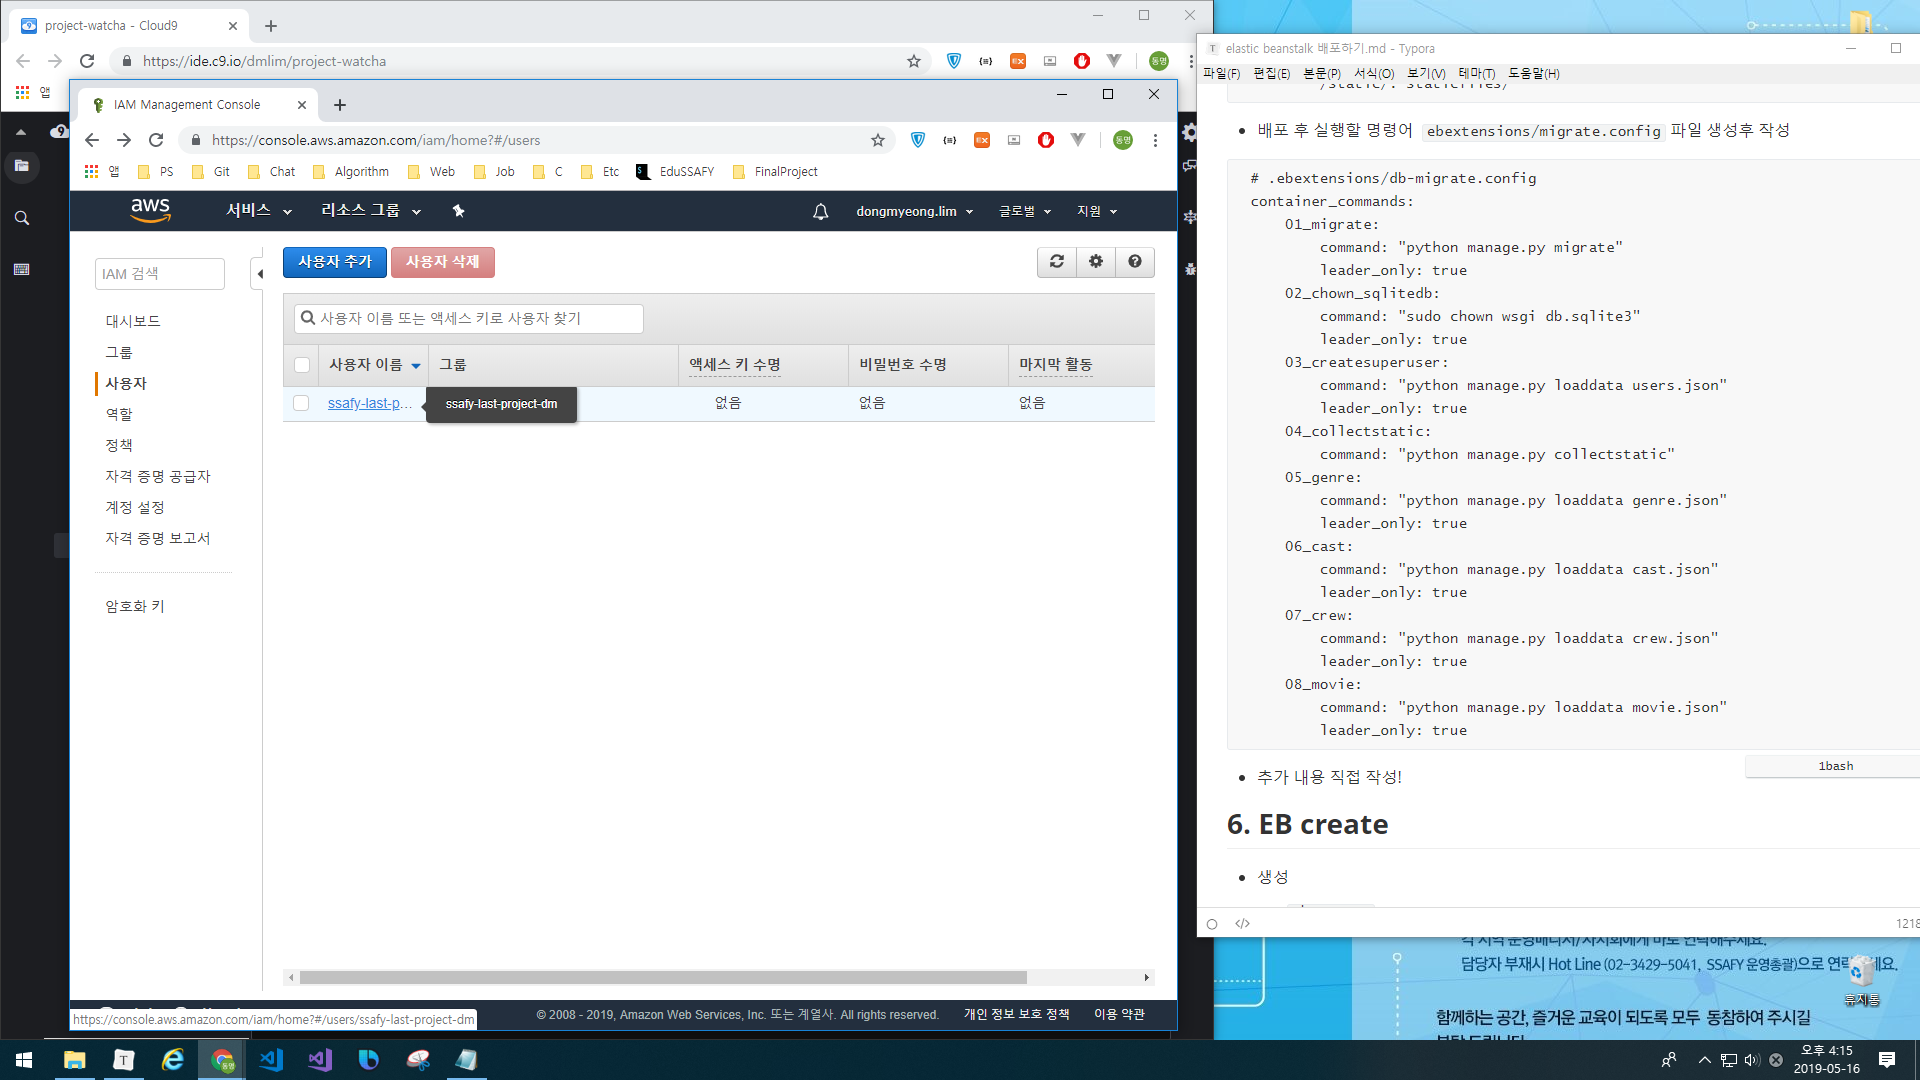 project-watcha - Cloud9
https://ide.c9.io/dmlim/project-watcha
동명
앱
IAM Management Console
https://console.aws.amazon.com/iam/home?#/users
동명
앱
PS
Git
Chat
Algorithm
Web
Job
C
Etc
EduSSAFY
FinalProject
aws
서비스
리소스 그룹
dongmyeong.lim
글로벌
지원
IAM 검색
대시보드
그룹
사용자
역할
정책
자격 증명 공급자
계정 설정
자격 증명 보고서
암호화 키
사용자 추가
사용자 삭제
사용자 이름 또는 액세스 키로 사용자 찾기
사용자 이름
그룹
액세스 키 수명
비밀번호 수명
마지막 활동
ssafy-last-p...
ssafy-last-project-dm
없음
없음
없음
https://console.aws.amazon.com/iam/home?#/users/ssafy-last-project-dm
© 2008 - 2019, Amazon Web Services, Inc. 또는 계열사. All rights reserved.
개인 정보 보호 정책
이용 약관
elastic beanstalk 배포하기.md - Typora
파일(F) 편집(E) 본문(P) 서식(O) 보기(V) 테마(T) 도움말(H)
/static/: staticfiles/
배포 후 실행할 명령어 ebextensions/migrate.config 파일 생성후 작성
# .ebextensions/db-migrate.config
container_commands:
01_migrate:
command: "python manage.py migrate"
leader_only: true
02_chown_sqlitedb:
command: "sudo chown wsgi db.sqlite3"
leader_only: true
03_createsuperuser:
command: "python manage.py loaddata users.json"
leader_only: true
04_collectstatic:
command: "python manage.py collectstatic"
05_genre:
command: "python manage.py loaddata genre.json"
leader_only: true
06_cast:
command: "python manage.py loaddata cast.json"
leader_only: true
07_crew:
command: "python manage.py loaddata crew.json"
leader_only: true
08_movie:
command: "python manage.py loaddata movie.json"
leader_only: true
1bash
추가 내용 직접 작성!
6. EB create
생성
1218
담당자 부재시 Hot Line (02-3429-5041, SSAFY 운영총괄)으로 연락
휴지통
함께하는 공간, 즐거운 교육이 되도록 모두 동참하여 주시길
오후 4:15
2019-05-16